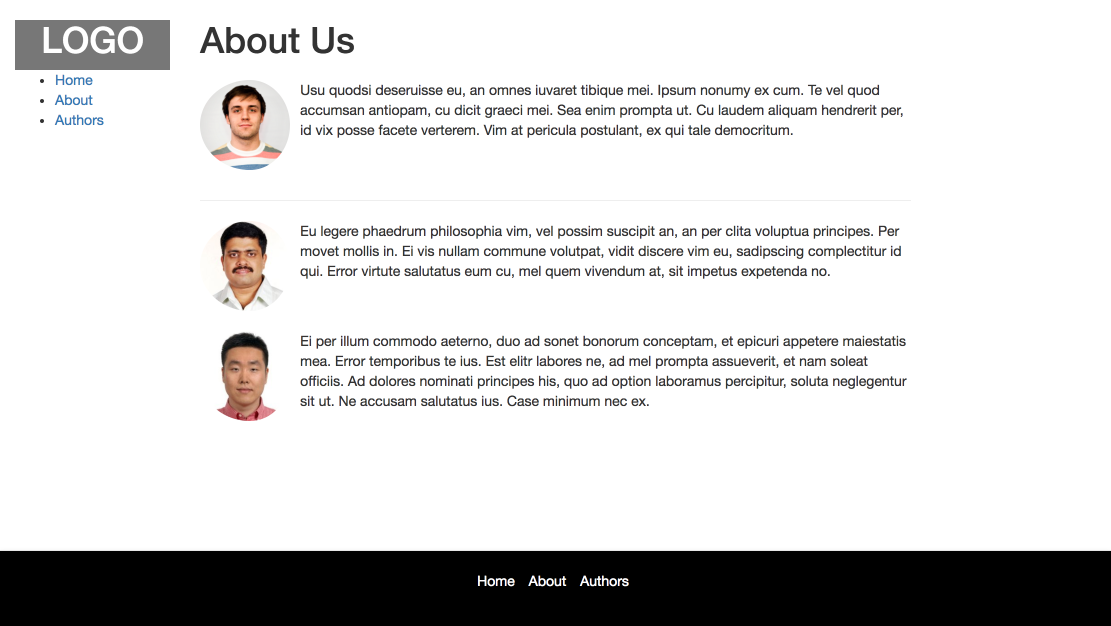 LOGO
Home
About
Authors
About Us
Usu quodsi deseruisse eu, an omnes iuvaret tibique mei. Ipsum nonumy ex cum. Te vel quod
accumsan antiopam, cu dicit graeci mei. Sea enim prompta ut. Cu laudem aliquam hendrerit per,
id vix posse facete verterem. Vim at pericula postulant, ex qui tale democritum.
Eu legere phaedrum philosophia vim, vel possim suscipit an, an per clita voluptua principes. Per
movet mollis in. Ei vis nullam commune volutpat, vidit discere vim eu, sadipscing complectitur id
qui. Error virtute salutatus eum cu, mel quem vivendum at, sit impetus expetenda no.
Ei per illum commodo aeterno, duo ad sonet bonorum conceptam, et epicuri appetere maiestatis
mea. Error temporibus te ius. Est elitr labores ne, ad mel prompta assueverit, et nam soleat
officiis. Ad dolores nominati principes his, quo ad option laboramus percipitur, soluta neglegentur
sit ut. Ne accusam salutatus ius. Case minimum nec ex.
Home About Authors